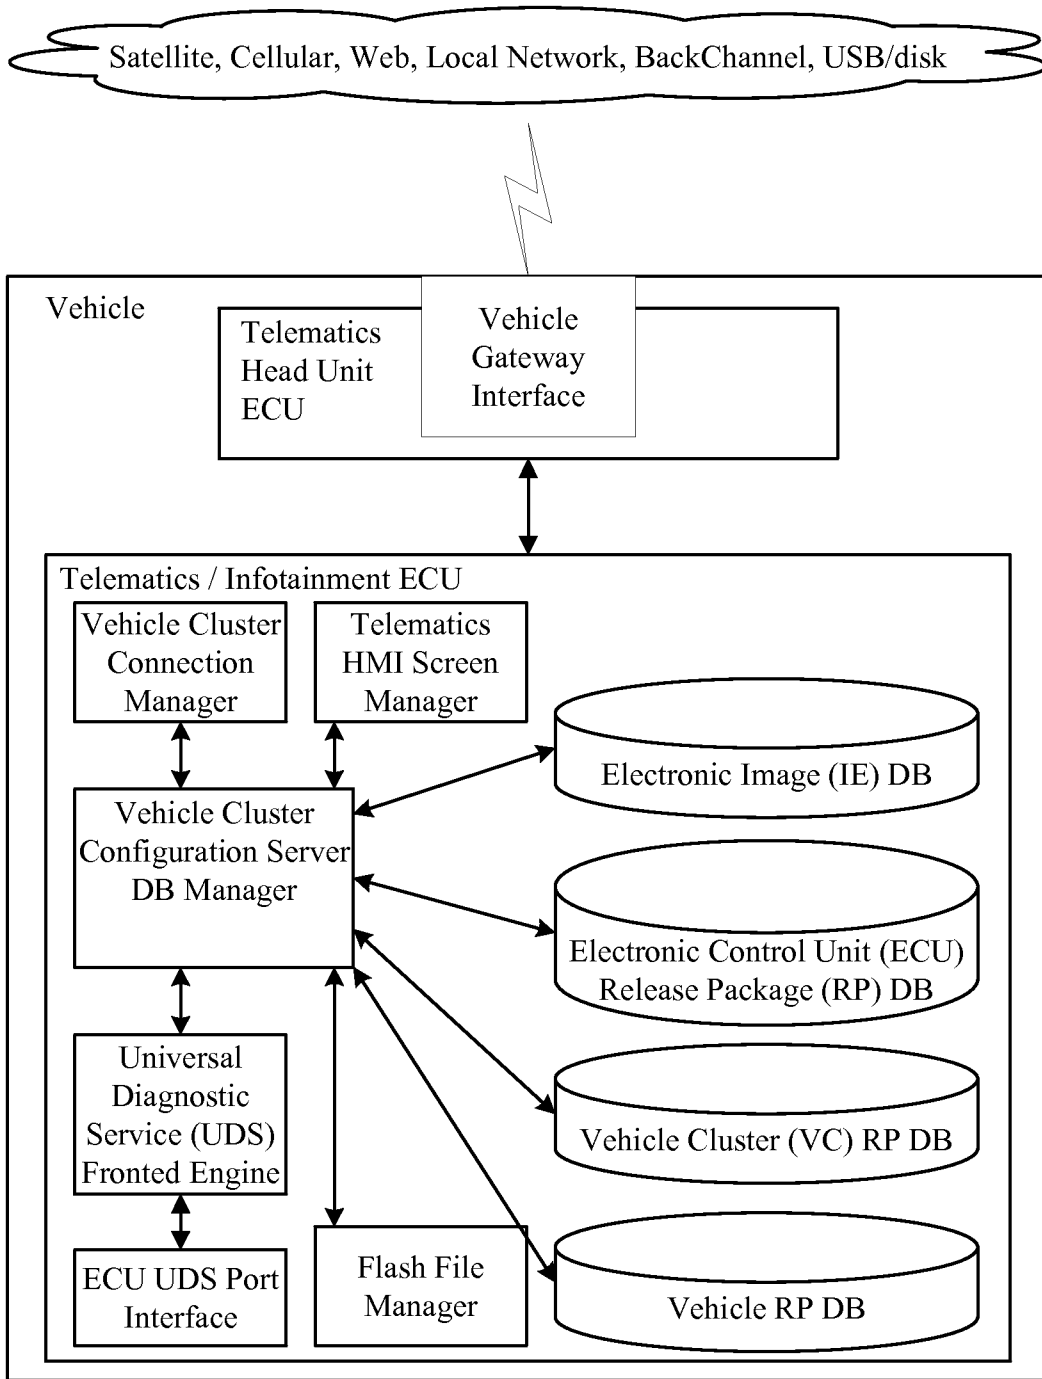 Satellite, Cellular, Web, Local Network, BackChannel, USB/disk
Vehicle
Telematics
Head Unit
ECU
Vehicle
Gateway
Interface
Telematics / Infotainment ECU
Vehicle Cluster
Connection
Manager
Telematics
HMI Screen
Manager
Electronic Image (IE) DB
Vehicle Cluster
Configuration Server
DB Manager
Electronic Control Unit (ECU)
Release Package (RP) DB
Universal
Diagnostic
Service (UDS)
Fronted Engine
Vehicle Cluster (VC) RP DB
ECU UDS Port
Interface
Flash File
Manager
Vehicle RP DB